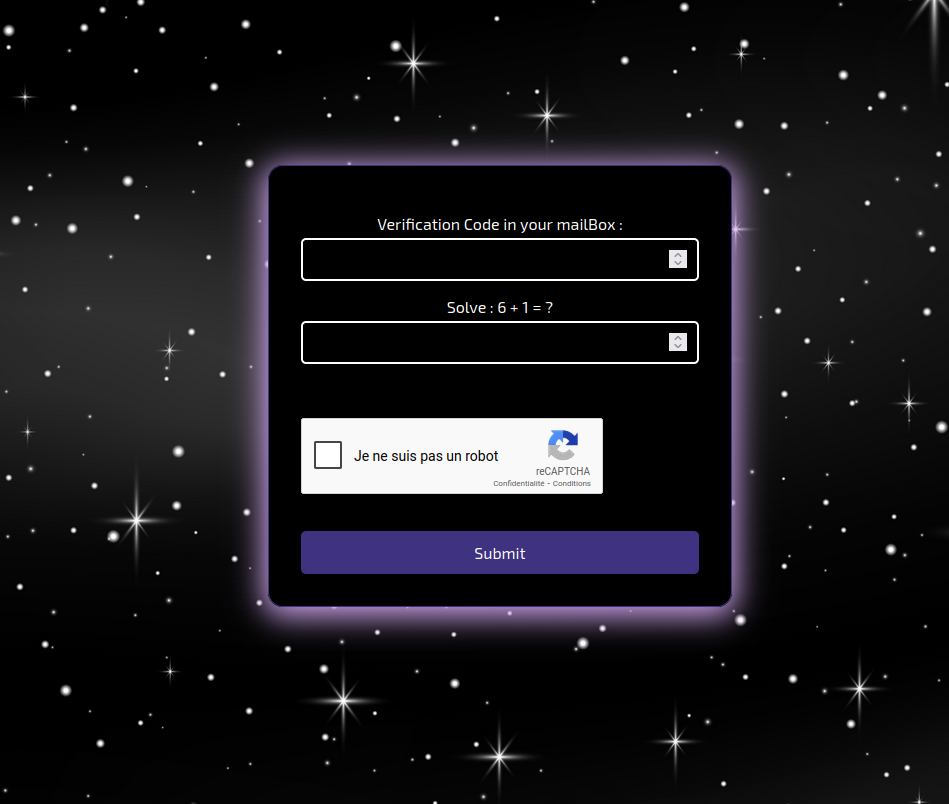 Verification Code in your mailBox :
Solve : 6 + 1 = ?
Je ne suis pas un robot
reCAPTCHA
Confidentialité - Conditions
Submit